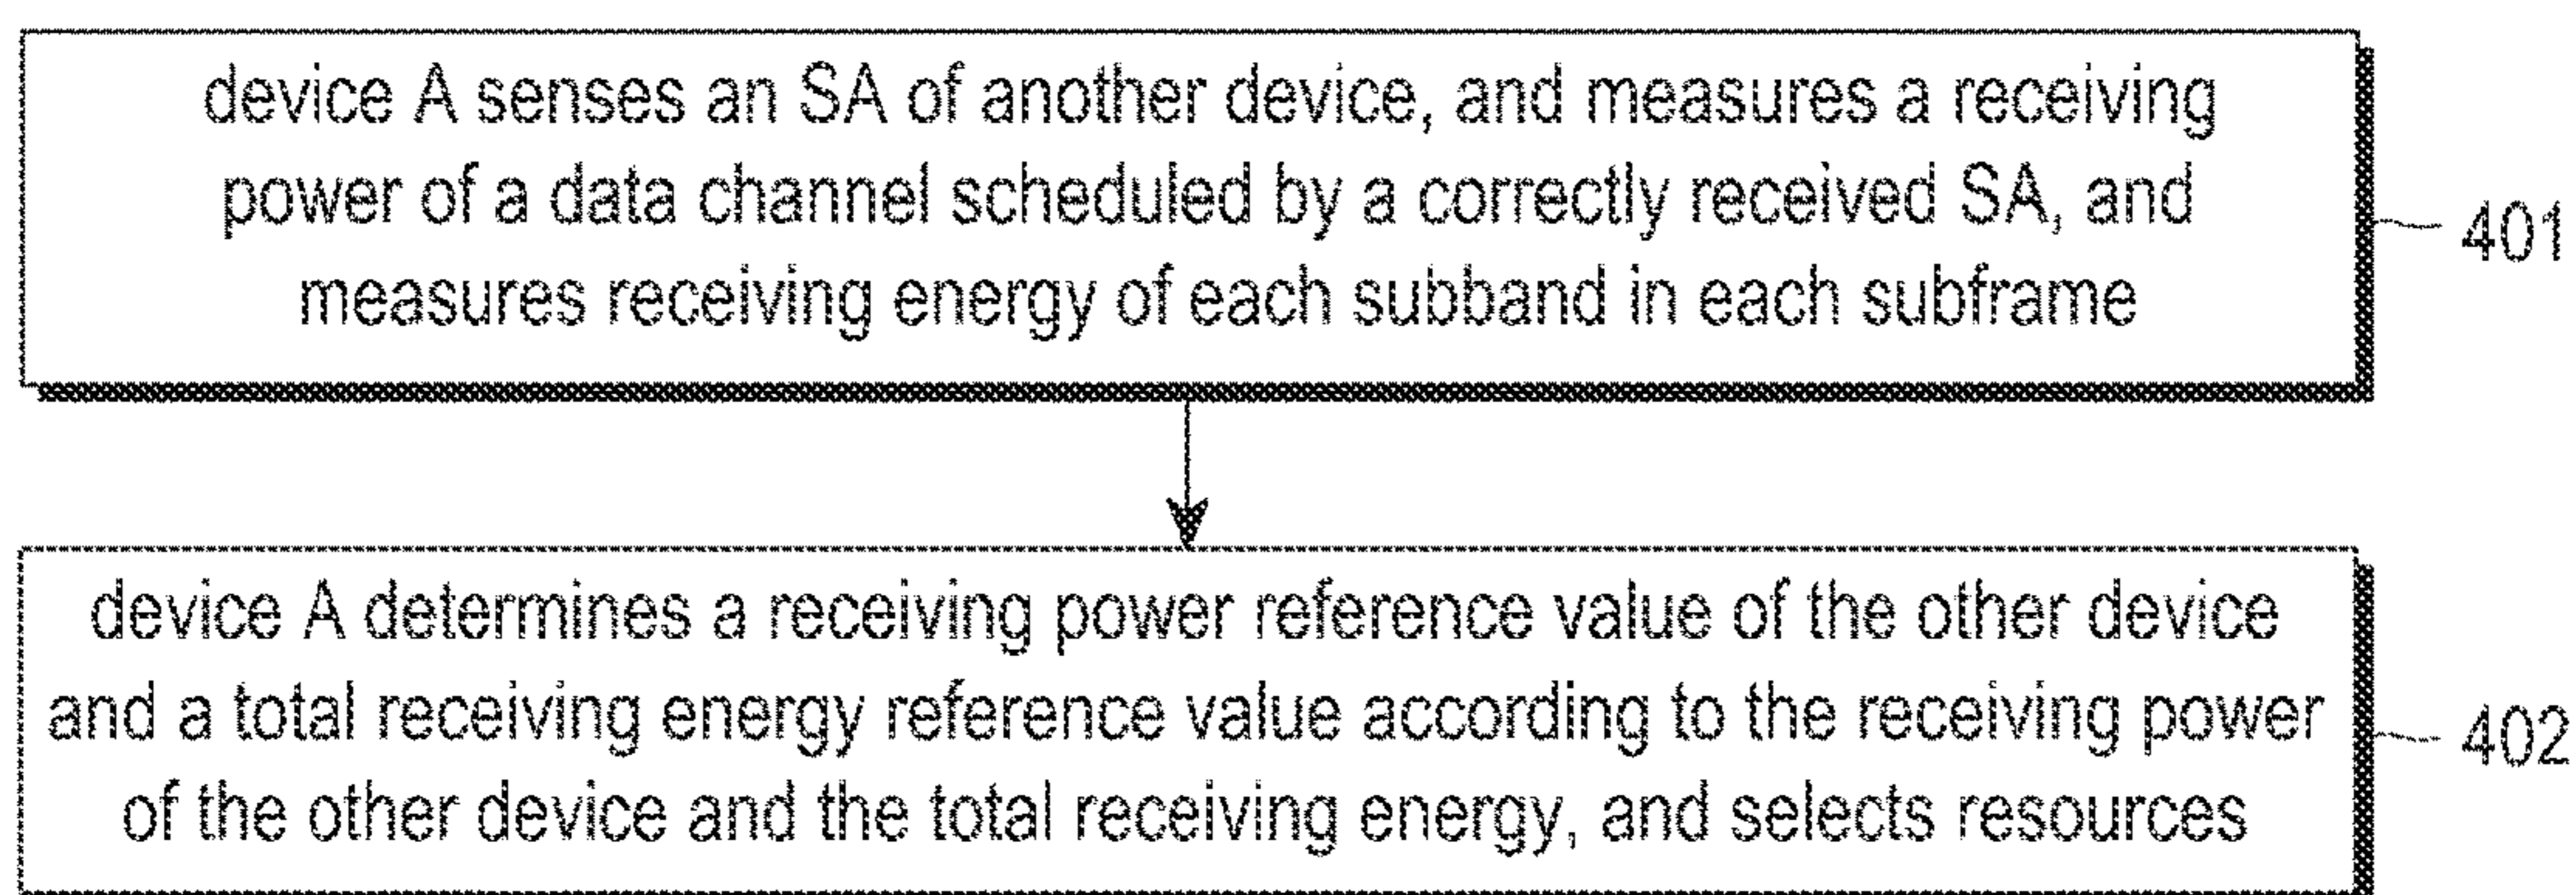 device A senses an SA of another device, and measures a receiving
power of a data channel scheduled by a correctly received SA, and
measures receiving energy of each subband in each subframe
401
device A determines a receiving power reference value of the other device
and a total receiving energy reference value according to the receiving power
of the other device and the total receiving energy, and selects resources
402